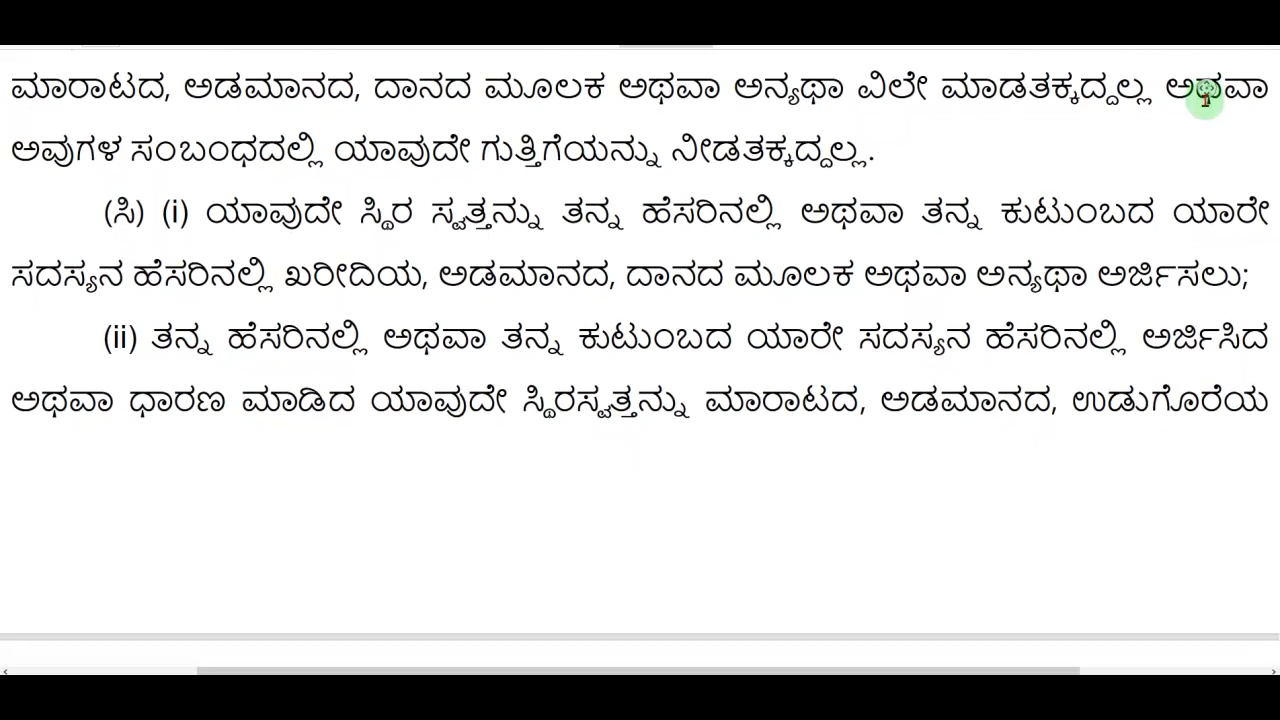 ಮಾರಾಟದ, ಅಡಮಾನದ, ದಾನದ ಮೂಲಕ ಅಥವಾ ಅನ್ಯಥಾ ವಿಲೇ ಮಾಡತಕ್ಕದ್ದಲ್ಲ ಅಥವಾ
ಅವುಗಳ ಸಂಬಂಧದಲ್ಲಿ ಯಾವುದೇ ಗುತ್ತಿಗೆಯನ್ನು ನೀಡತಕ್ಕದ್ದಲ್ಲ.
(ಸಿ) (i) ಯಾವುದೇ ಸ್ಥಿರ ಸ್ವತ್ತನ್ನು ತನ್ನ ಹೆಸರಿನಲ್ಲಿ ಅಥವಾ ತನ್ನ ಕುಟುಂಬದ ಯಾರೇ
ಸದಸ್ಯನ ಹೆಸರಿನಲ್ಲಿ ಖರೀದಿಯ, ಅಡಮಾನದ, ದಾನದ ಮೂಲಕ ಅಥವಾ ಅನ್ಯಥಾ ಅರ್ಜಿಸಲು;
(ii) ತನ್ನ ಹೆಸರಿನಲ್ಲಿ ಅಥವಾ ತನ್ನ ಕುಟುಂಬದ ಯಾರೇ ಸದಸ್ಯನ ಹೆಸರಿನಲ್ಲಿ ಅರ್ಜಿಸಿದ
ಅಥವಾ ಧಾರಣ ಮಾಡಿದ ಯಾವುದೇ ಸ್ಥಿರಸ್ವತ್ತನ್ನು ಮಾರಾಟದ, ಅಡಮಾನದ, ಉಡುಗೊರೆಯ